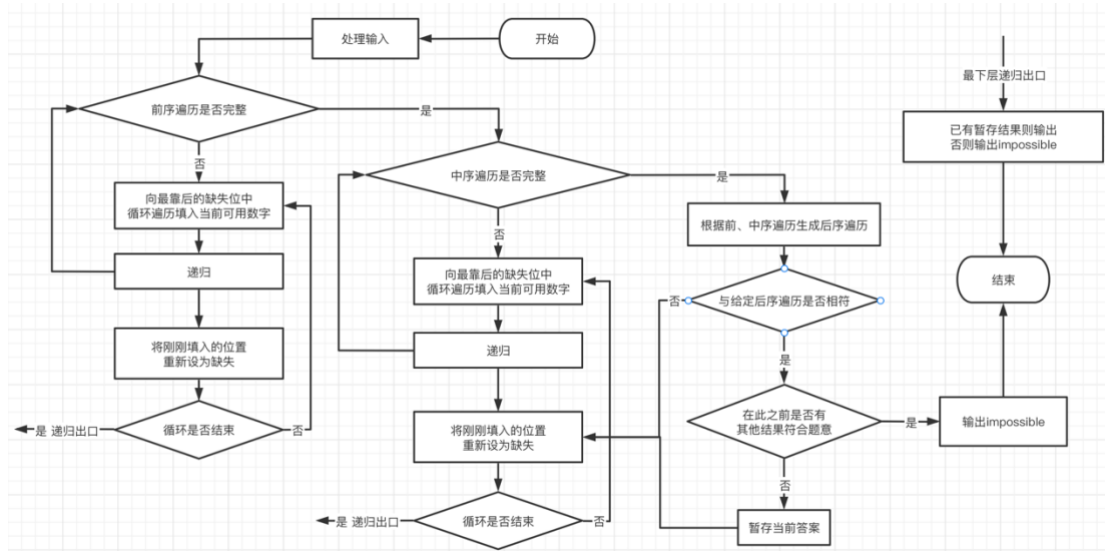 开始
处理输入
前序遍历是否完整
是
否
向最靠后的缺失位中
循环遍历填入当前可用数字
递归
将刚刚填入的位置
重新设为缺失
循环是否结束
否
是 递归出口
中序遍历是否完整
是
否
向最靠后的缺失位中
循环遍历填入当前可用数字
递归
将刚刚填入的位置
重新设为缺失
循环是否结束
否
是 递归出口
根据前、中序遍历生成后序遍历
与给定后序遍历是否相符
否
是
在此之前是否有
其他结果符合题意
是
否
暂存当前答案
输出impossible
最下层递归出口
已有暂存结果则输出
否则输出impossible
结束